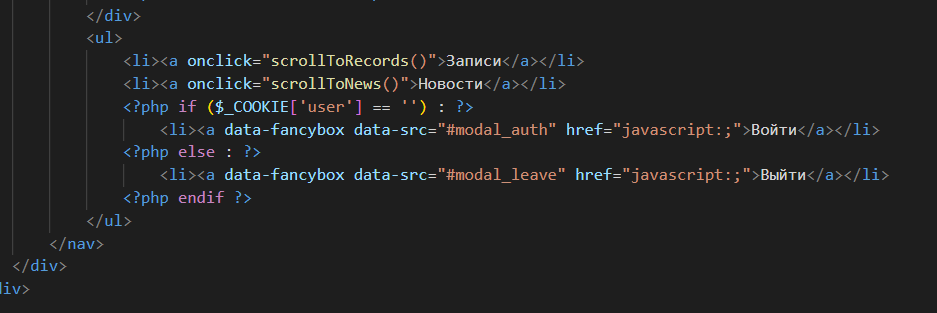 </div>
<ul>
<li><a onclick="scrollToRecords()">Записи</a></li>
<li><a onclick="scrollToNews()">Новости</a></li>
<?php if ($_COOKIE['user'] == '') : ?>
<li><a data-fancybox data-src="#modal_auth" href="javascript:;">Войти</a></li>
<?php else : ?>
<li><a data-fancybox data-src="#modal_leave" href="javascript:;">Выйти</a></li>
<?php endif ?>
</ul>
</nav>
</div>
div>